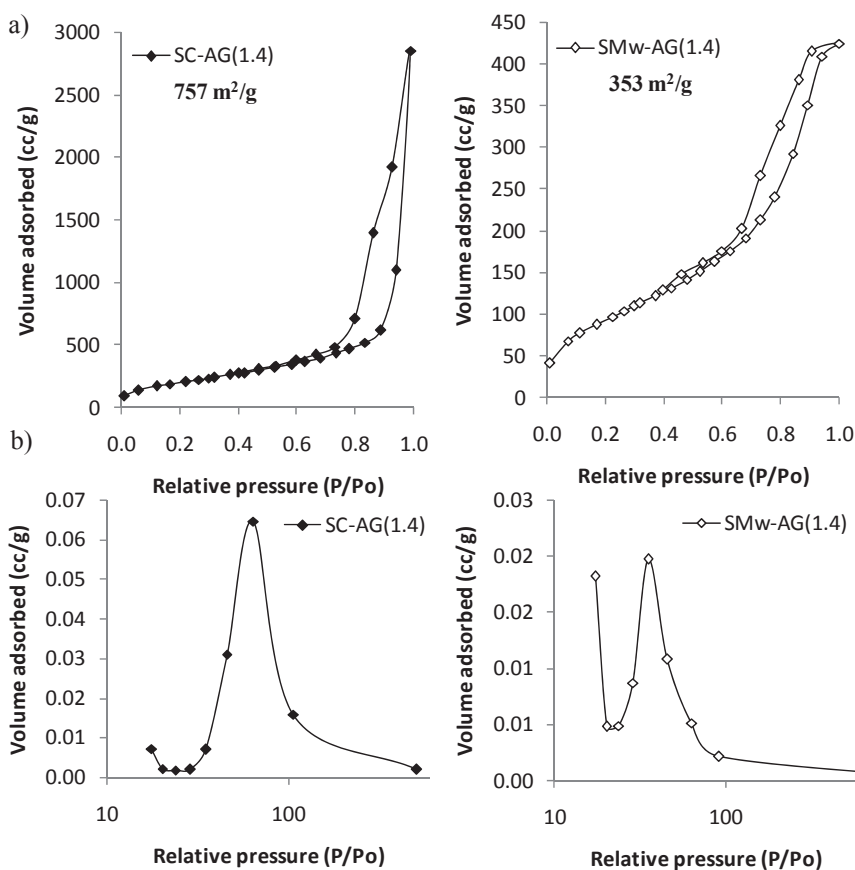 a)
SC-AG(1.4)
757 m²/g
Volume adsorbed (cc/g)
3000
2500
2000
1500
1000
500
0
0.0 0.2 0.4 0.6 0.8 1.0
Relative pressure (P/Po)
SMw-AG(1.4)
353 m²/g
Volume adsorbed (cc/g)
450
400
350
300
250
200
150
100
50
0
0.0 0.2 0.4 0.6 0.8 1.0
Relative pressure (P/Po)
b)
SC-AG(1.4)
Volume adsorbed (cc/g)
0.07
0.06
0.05
0.04
0.03
0.02
0.01
0.00
10 100
Relative pressure (P/Po)
SMw-AG(1.4)
Volume adsorbed (cc/g)
0.03
0.02
0.02
0.01
0.01
0.00
10 100
Relative pressure (P/Po)